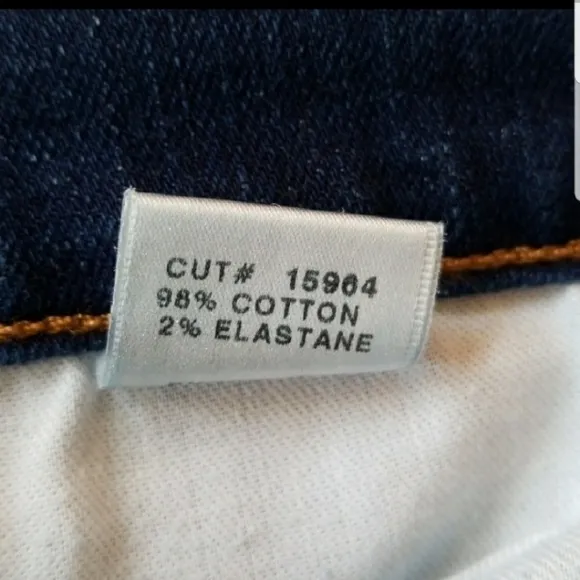 CUT# 15964
98% COTTON
2% ELASTANE